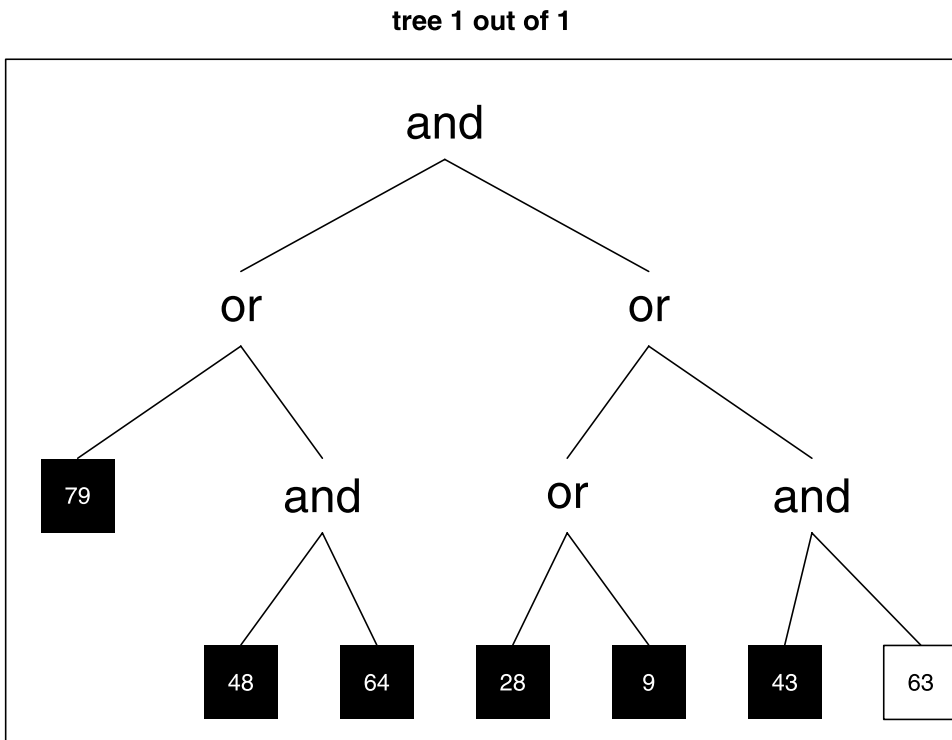 tree 1 out of 1
and
or or
79 and or and
48 64 28 9 43 63